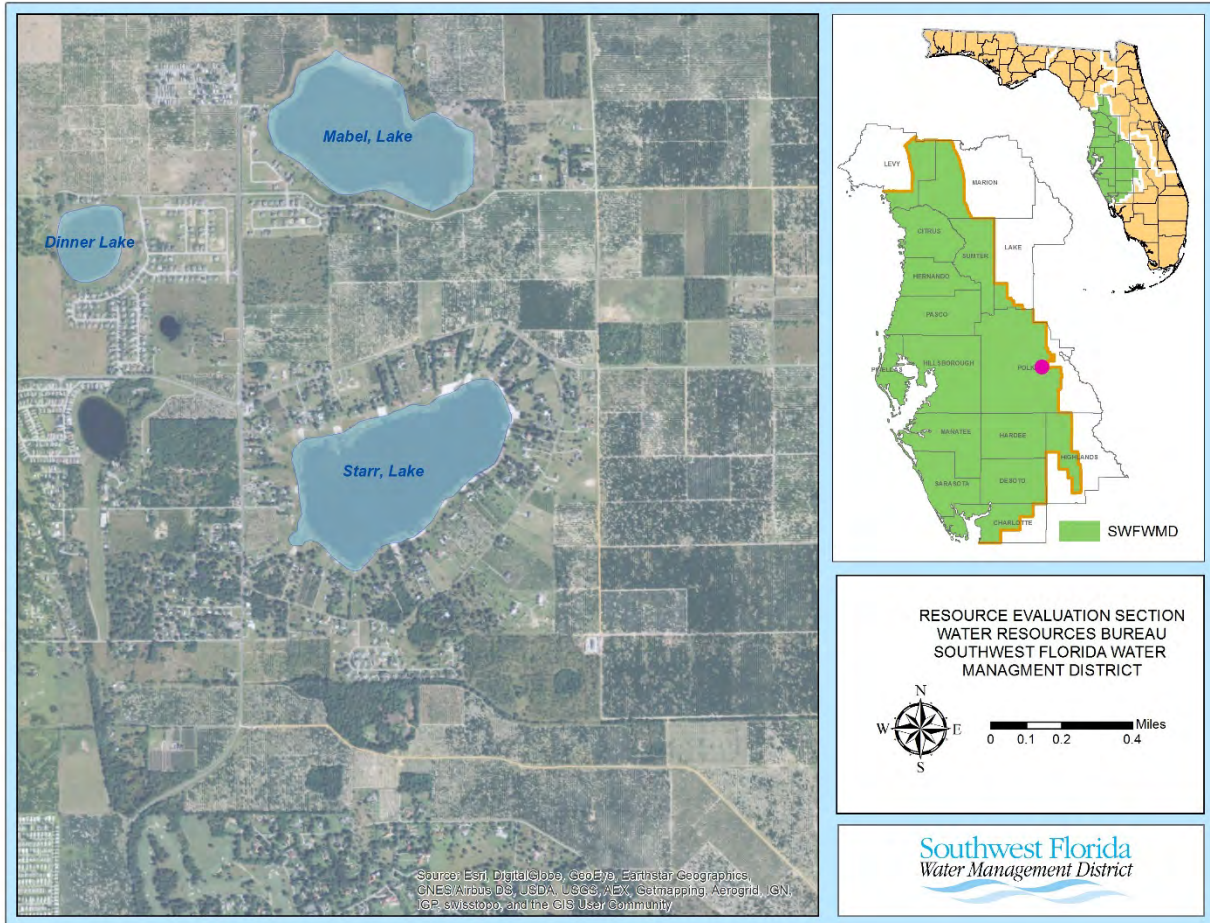 Mabel, Lake
Dinner Lake
Starr, Lake
Source: Esri, DigitalGlobe, GeoEye, Earthstar Geographics,
CNES/Airbus DS, USDA, USGS, AEX, Getmapping, Aerogrid, IGN,
IGP, swisstopo, and the GIS User Community
LEVY
MARION
CITRUS
LAKE
SUMTER
HERNANDO
PASCO
HILLSBOROUGH
PINELLAS
POLK
MANATEE
HARDEE
HIGHLANDS
SARASOTA
DESOTO
CHARLOTTE
SWFWMD
RESOURCE EVALUATION SECTION
WATER RESOURCES BUREAU
SOUTHWEST FLORIDA WATER
MANAGMENT DISTRICT
N
W E
S
Miles
0 0.1 0.2 0.4
Southwest Florida
Water Management District